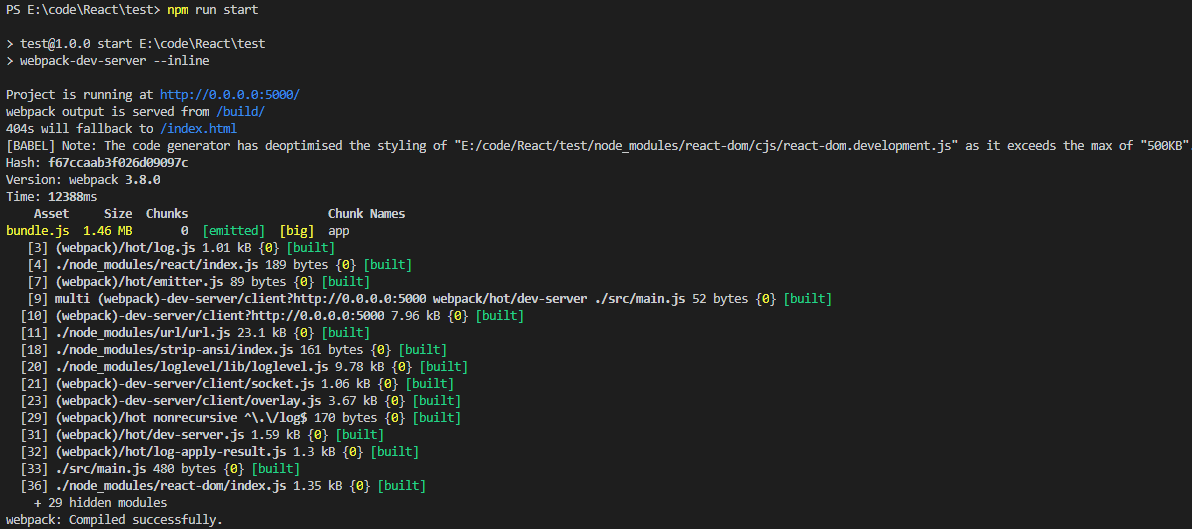 PS E:\code\React\test> npm run start
> test@1.0.0 start E:\code\React\test
> webpack-dev-server --inline
Project is running at http://0.0.0.0:5000/
webpack output is served from /build/
404s will fallback to /index.html
[BABEL] Note: The code generator has deoptimised the styling of "E:/code/React/test/node_modules/react-dom/cjs/react-dom.development.js" as it exceeds the max of "500KB".
Hash: f67ccaab3f026d09097c
Version: webpack 3.8.0
Time: 12388ms
    Asset     Size  Chunks                    Chunk Names
bundle.js  1.46 MB       0  [emitted]  [big]  app
   [3] (webpack)/hot/log.js 1.01 kB {0} [built]
   [4] ./node_modules/react/index.js 189 bytes {0} [built]
   [7] (webpack)/hot/emitter.js 89 bytes {0} [built]
   [9] multi (webpack)-dev-server/client?http://0.0.0.0:5000 webpack/hot/dev-server ./src/main.js 52 bytes {0} [built]
  [10] (webpack)-dev-server/client?http://0.0.0.0:5000 7.96 kB {0} [built]
  [11] ./node_modules/url/url.js 23.1 kB {0} [built]
  [18] ./node_modules/strip-ansi/index.js 161 bytes {0} [built]
  [20] ./node_modules/loglevel/lib/loglevel.js 9.78 kB {0} [built]
  [21] (webpack)-dev-server/client/socket.js 1.06 kB {0} [built]
  [23] (webpack)-dev-server/client/overlay.js 3.67 kB {0} [built]
  [29] (webpack)/hot nonrecursive ^\.\/log$ 170 bytes {0} [built]
  [31] (webpack)/hot/dev-server.js 1.59 kB {0} [built]
  [32] (webpack)/hot/log-apply-result.js 1.3 kB {0} [built]
  [33] ./src/main.js 480 bytes {0} [built]
  [36] ./node_modules/react-dom/index.js 1.35 kB {0} [built]
    + 29 hidden modules
webpack: Compiled successfully.